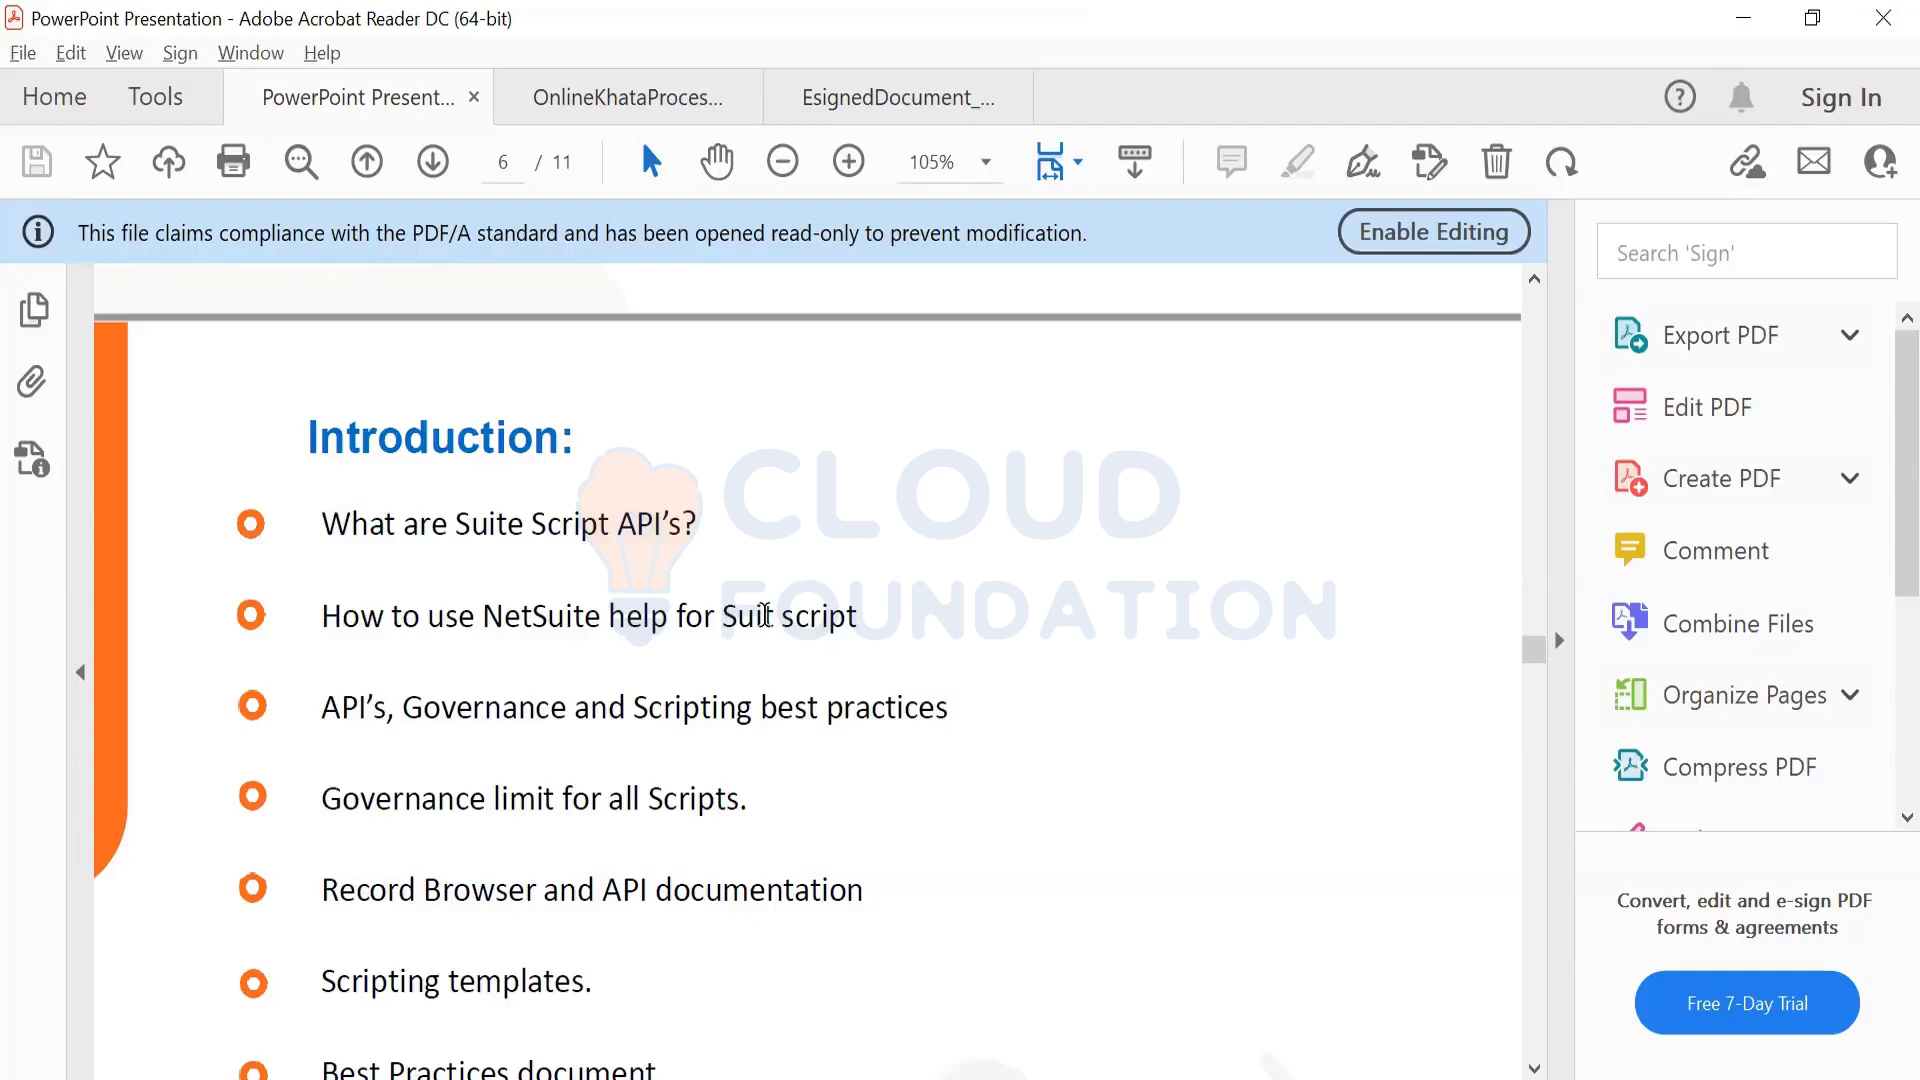 PowerPoint Presentation - Adobe Acrobat Reader DC (64-bit)
File Edit View Sign Window Help
Home Tools PowerPoint Present... × OnlineKhataProces... EsignedDocument_... Sign In
6 / 11 105%
This file claims compliance with the PDF/A standard and has been opened read-only to prevent modification. Enable Editing
Search 'Sign'
Export PDF
Edit PDF
Create PDF
Comment
Combine Files
Organize Pages
Compress PDF
Convert, edit and e-sign PDF
forms & agreements
Free 7-Day Trial
CLOUD
FOUNDATION
Introduction:
What are Suite Script API’s?
How to use NetSuite help for Suit script
API’s, Governance and Scripting best practices
Governance limit for all Scripts.
Record Browser and API documentation
Scripting templates.
Best Practices document